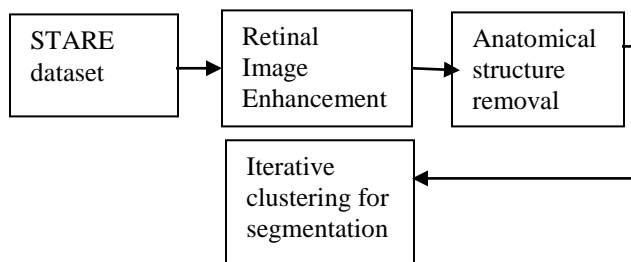 STARE
dataset
Retinal
Image
Enhancement
Anatomical
structure
removal
Iterative
clustering for
segmentation